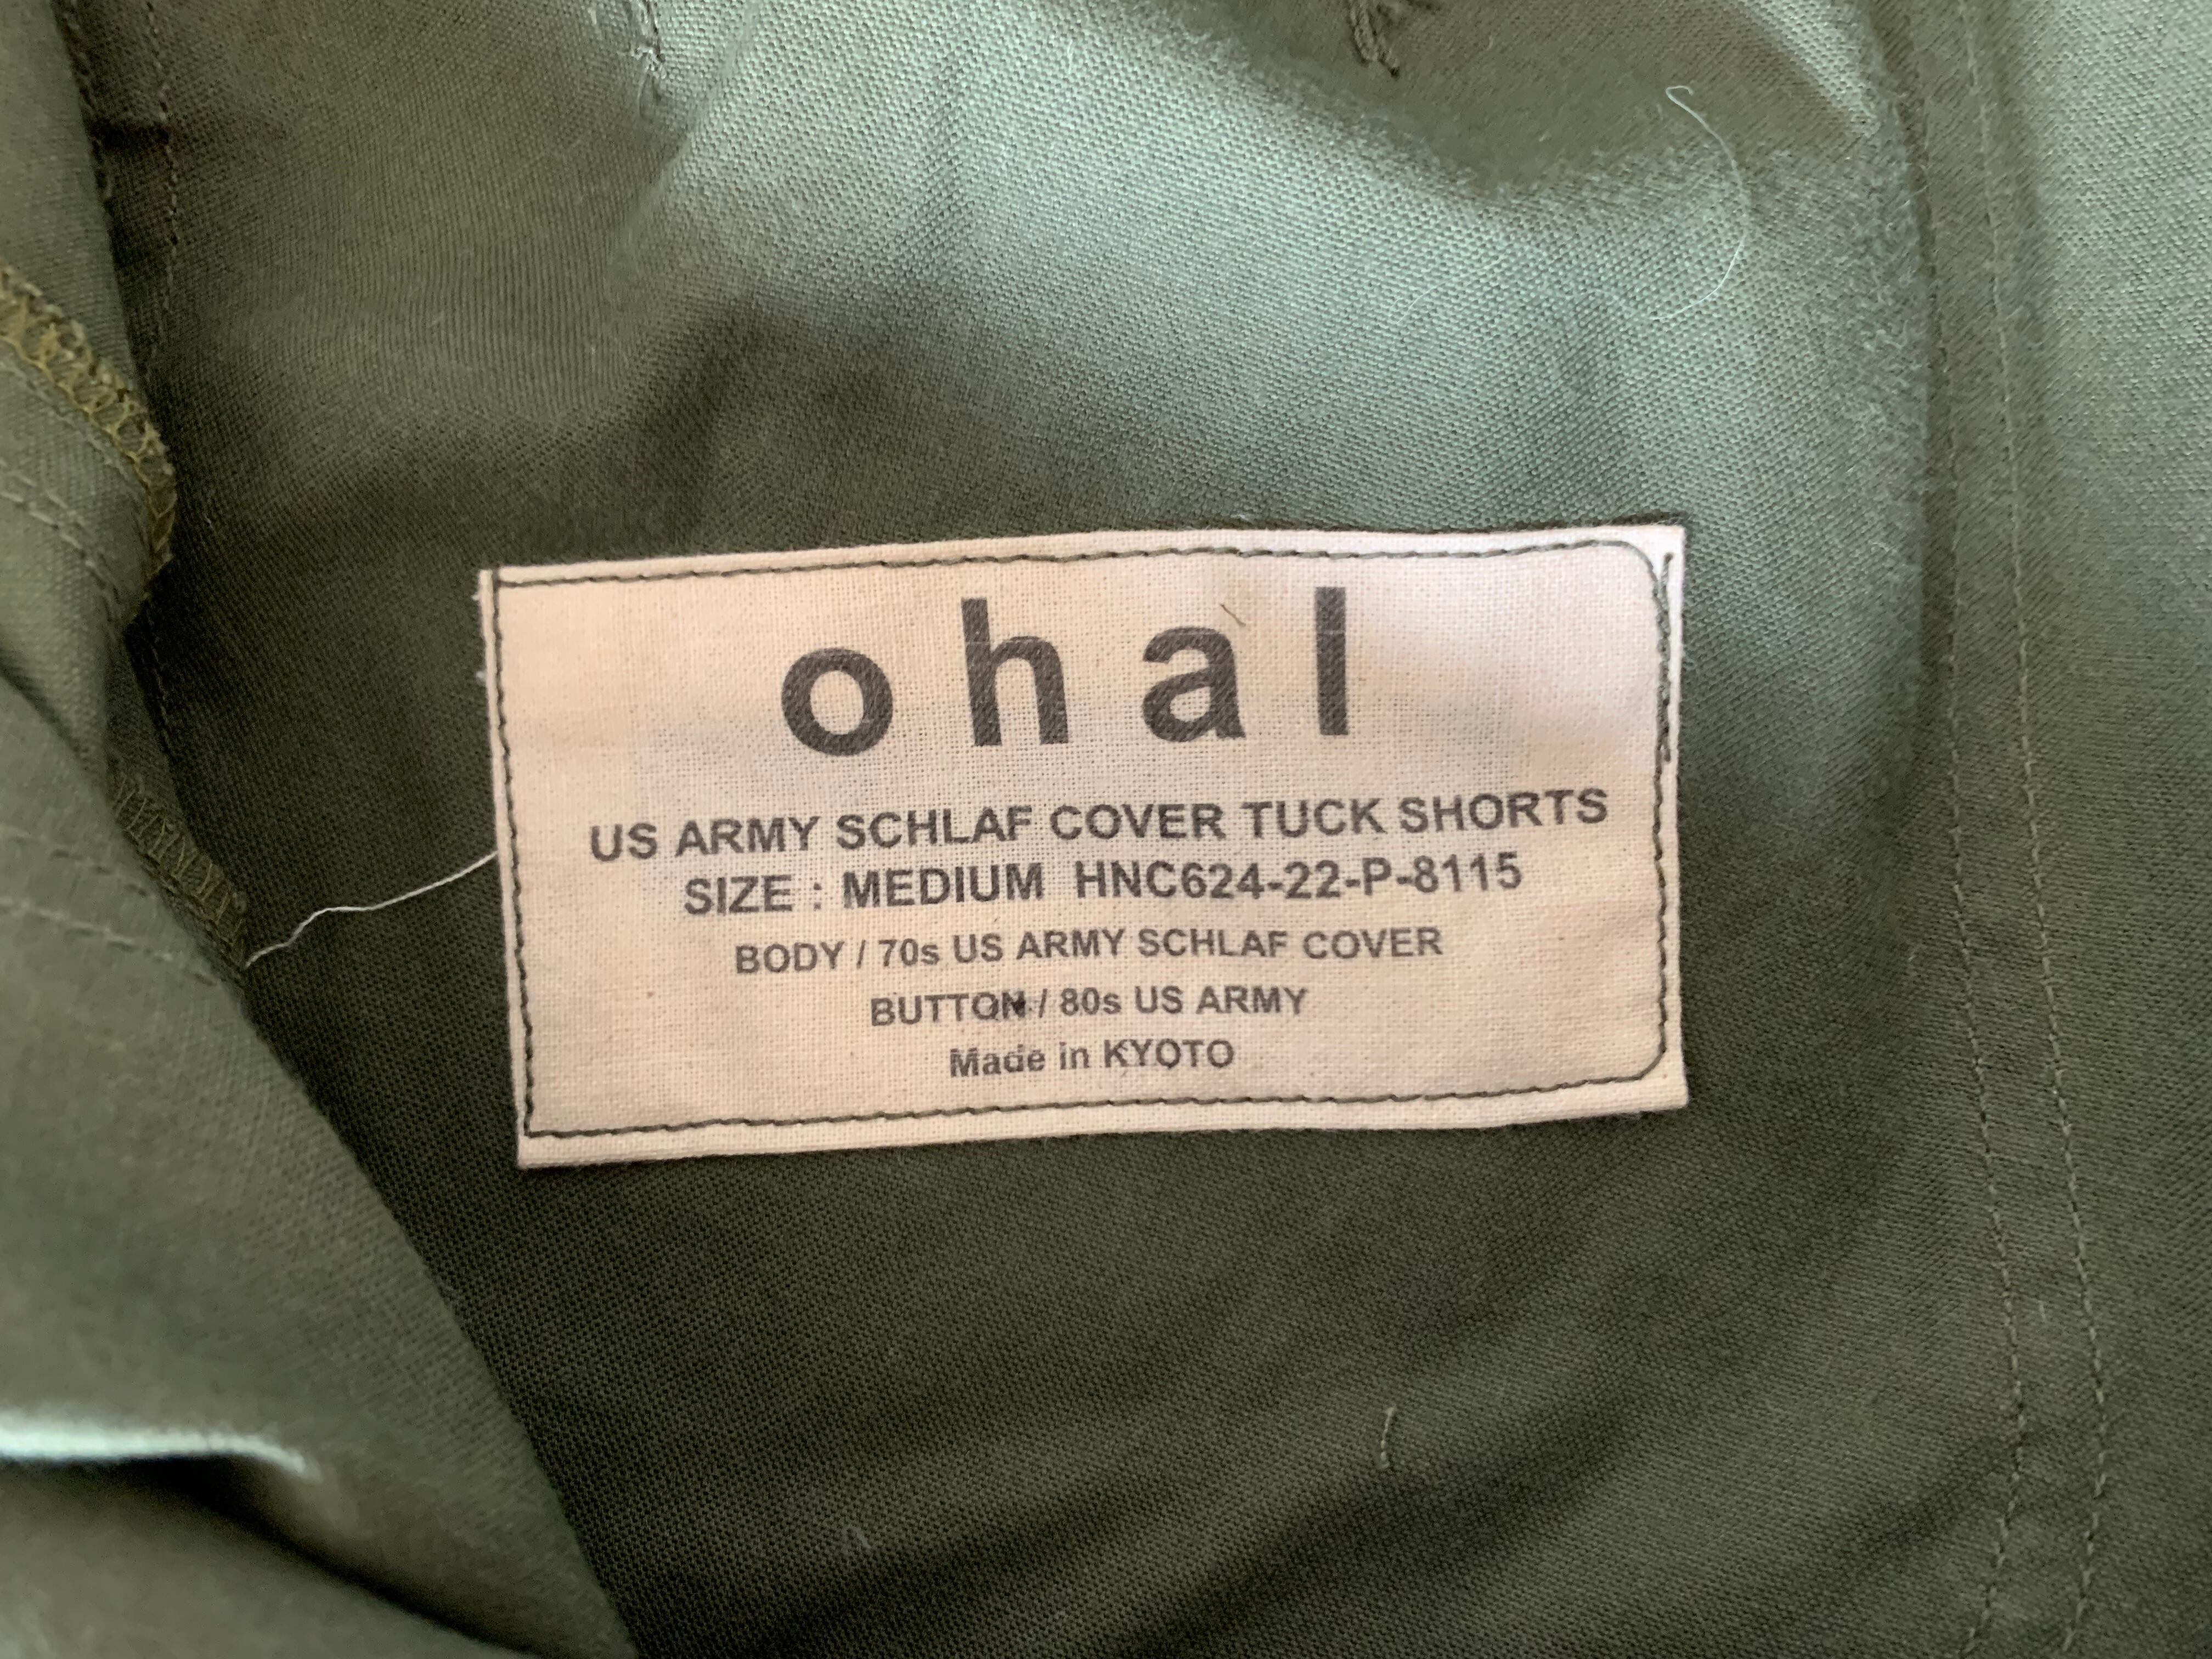 ohal
US ARMY SCHLAF COVER TUCK SHORTS
SIZE : MEDIUM HNC624-22-P-8115
BODY / 70s US ARMY SCHLAF COVER
BUTTON / 80s US ARMY
Made in KYOTO